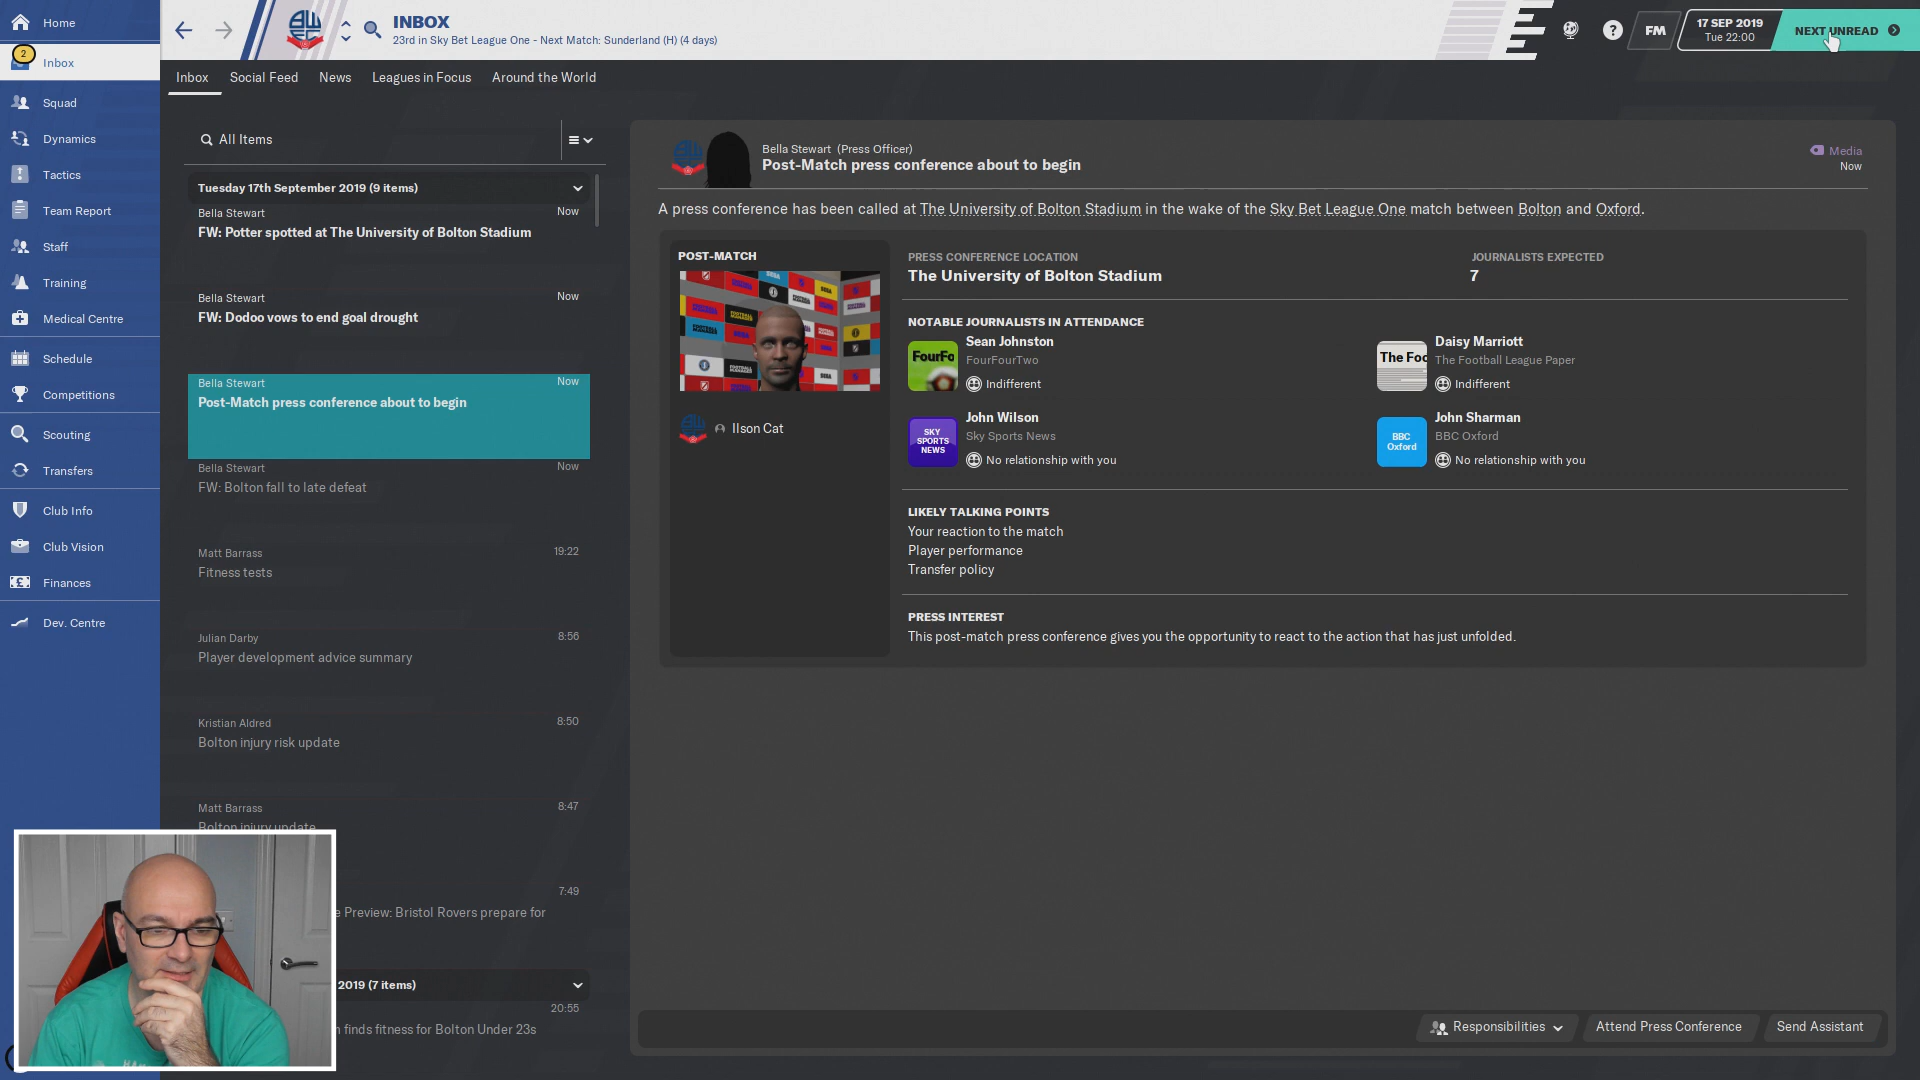 Home
2
Inbox
Squad
Dynamics
Tactics
Team Report
Staff
Training
Medical Centre
Schedule
Competitions
Scouting
Transfers
Club Info
Club Vision
Finances
Dev. Centre
INBOX
23rd in Sky Bet League One - Next Match: Sunderland (H) (4 days)
?
FM
17 SEP 2019
Tue 22:00
NEXT UNREAD
Inbox
Social Feed
News
Leagues in Focus
Around the World
All Items
Tuesday 17th September 2019 (9 items)
Bella Stewart
Now
FW: Potter spotted at The University of Bolton Stadium
Bella Stewart
Now
FW: Dodoo vows to end goal drought
Bella Stewart
Now
Post-Match press conference about to begin
Bella Stewart
Now
FW: Bolton fall to late defeat
Matt Barrass
19:22
Fitness tests
Julian Darby
8:56
Player development advice summary
Kristian Aldred
8:50
Bolton injury risk update
Matt Barrass
8:47
Bolton injury update
7:49
e Preview: Bristol Rovers prepare for
2019 (7 items)
20:55
n finds fitness for Bolton Under 23s
Bella Stewart (Press Officer)
Post-Match press conference about to begin
Media
Now
A press conference has been called at The University of Bolton Stadium in the wake of the Sky Bet League One match between Bolton and Oxford.
POST-MATCH
Ilson Cat
PRESS CONFERENCE LOCATION
The University of Bolton Stadium
JOURNALISTS EXPECTED
7
NOTABLE JOURNALISTS IN ATTENDANCE
FourFo
Sean Johnston
FourFourTwo
Indifferent
The Foo
Daisy Marriott
The Football League Paper
Indifferent
SKY
SPORTS
NEWS
John Wilson
Sky Sports News
No relationship with you
BBC
Oxford
John Sharman
BBC Oxford
No relationship with you
LIKELY TALKING POINTS
Your reaction to the match
Player performance
Transfer policy
PRESS INTEREST
This post-match press conference gives you the opportunity to react to the action that has just unfolded.
Responsibilities
Attend Press Conference
Send Assistant